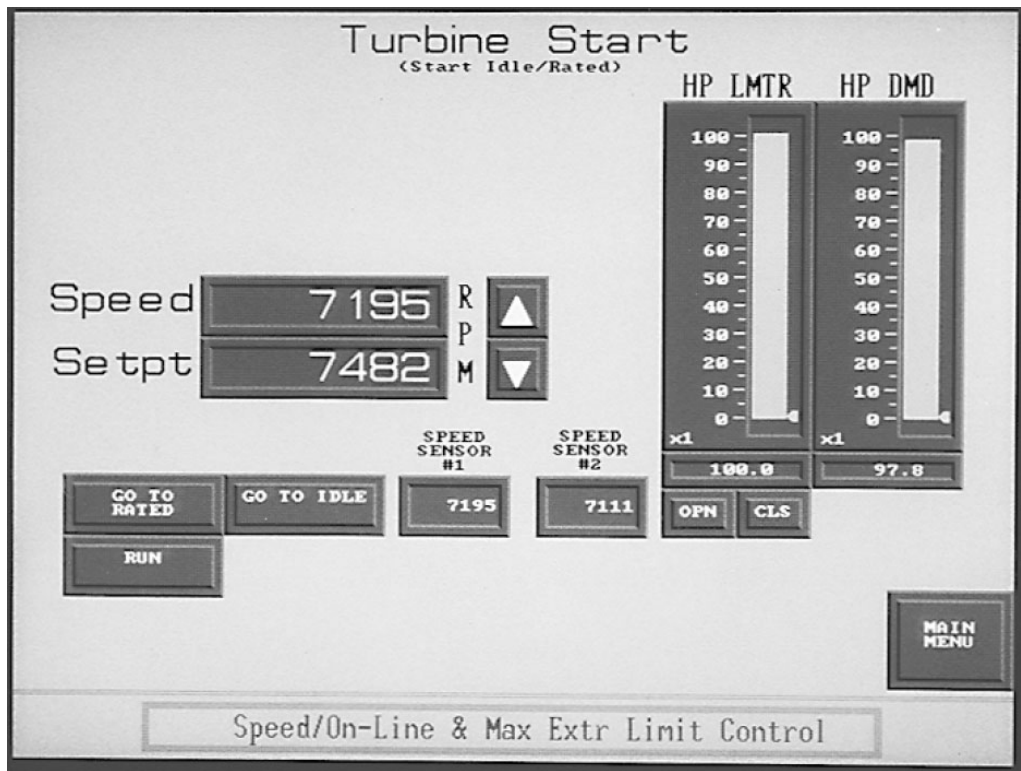 Turbine Start
(Start Idle/Rated)
HP LMTR
HP DMD
100
90
80
70
60
50
40
30
20
10
0
x1
100.0
OPN
CLS
100
90
80
70
60
50
40
30
20
10
0
x1
97.8
Speed
7195
Setpt
7482
R
P
M
SPEED
SENSOR
#1
7195
SPEED
SENSOR
#2
7111
GO TO
RATED
GO TO IDLE
RUN
MAIN
MENU
Speed/On-Line & Max Extr Limit Control